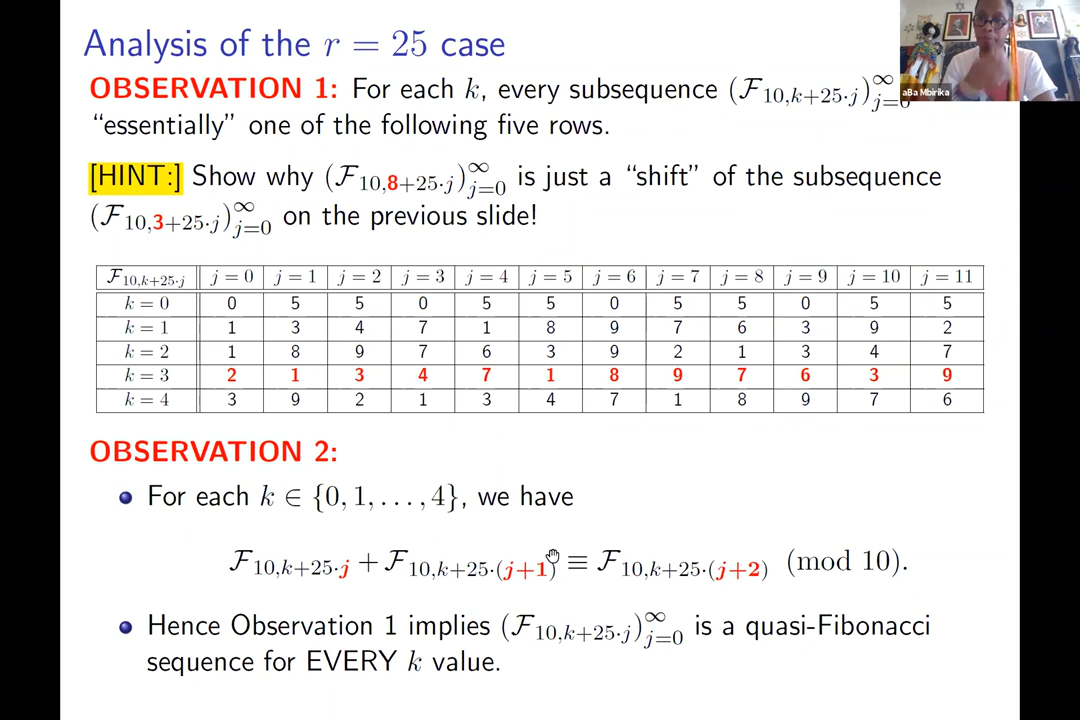 Analysis of the r = 25 case
OBSERVATION 1: For each k, every subsequence (ℱ₁₀,ₖ₊₂₅.ⱼ)∞ⱼ₌₀
aBa Mbirika
“essentially” one of the following five rows.
[HINT:] Show why (ℱ₁₀,₈₊₂₅.ⱼ)∞ⱼ₌₀ is just a “shift” of the subsequence
(ℱ₁₀,₃₊₂₅.ⱼ)∞ⱼ₌₀ on the previous slide!
ℱ₁₀,ₖ₊₂₅.ⱼ j = 0 j = 1 j = 2 j = 3 j = 4 j = 5 j = 6 j = 7 j = 8 j = 9 j = 10 j = 11
k = 0 0 5 5 0 5 5 0 5 5 0 5 5
k = 1 1 3 4 7 1 8 9 7 6 3 9 2
k = 2 1 8 9 7 6 3 9 2 1 3 4 7
k = 3 2 1 3 4 7 1 8 9 7 6 3 9
k = 4 3 9 2 1 3 4 7 1 8 9 7 6
OBSERVATION 2:
For each k ∈ {0, 1, . . . , 4}, we have
ℱ₁₀,ₖ₊₂₅.ⱼ + ℱ₁₀,ₖ₊₂₅.₍ⱼ₊₁₎ ≡ ℱ₁₀,ₖ₊₂₅.₍ⱼ₊₂₎ (mod 10).
Hence Observation 1 implies (ℱ₁₀,ₖ₊₂₅.ⱼ)∞ⱼ₌₀ is a quasi-Fibonacci
sequence for EVERY k value.